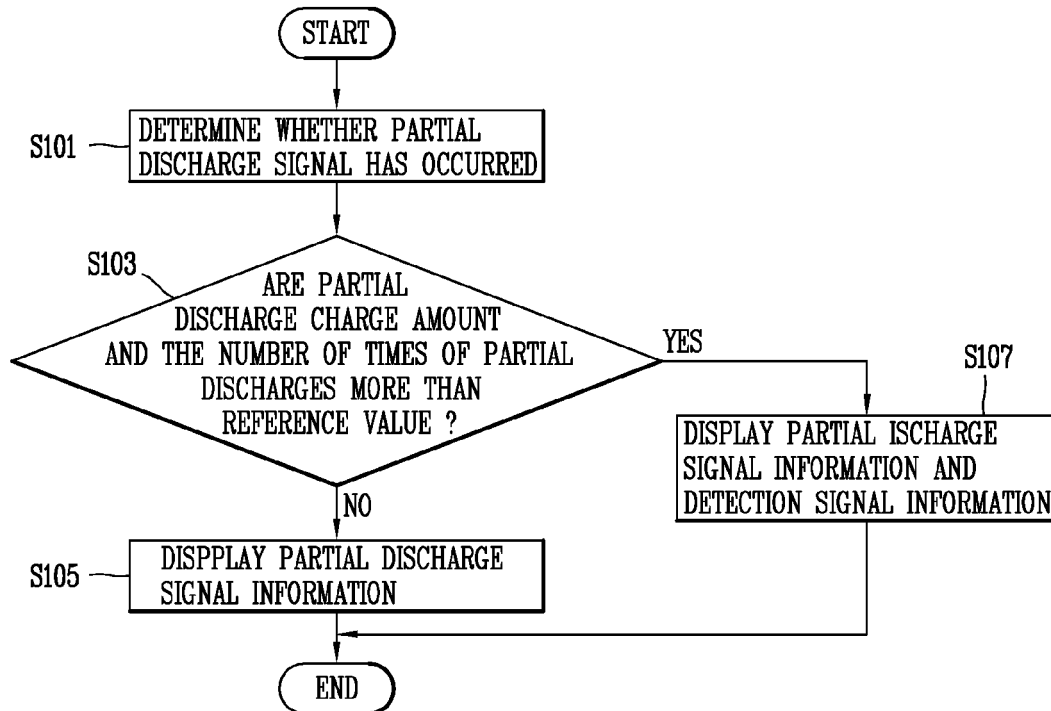 START
S101
DETERMINE WHETHER PARTIAL
DISCHARGE SIGNAL HAS OCCURRED
S103
ARE PARTIAL
DISCHARGE CHARGE AMOUNT
AND THE NUMBER OF TIMES OF PARTIAL
DISCHARGES MORE THAN
REFERENCE VALUE ?
YES
S107
DISPLAY PARTIAL ISCHARGE
SIGNAL INFORMATION AND
DETECTION SIGNAL INFORMATION
NO
S105
DISPPLAY PARTIAL DISCHARGE
SIGNAL INFORMATION
END